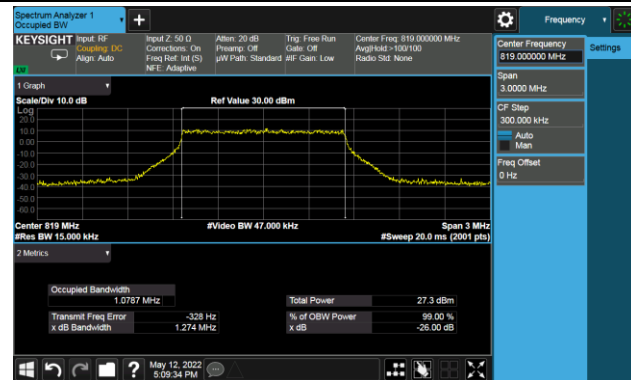 Spectrum Analyzer 1
Occupied BW
Frequency
KEYSIGHT
Input: RF
Coupling: DC
Align: Auto
Input Z: 50 Ω
Corrections: On
Freq Ref: Int (S)
NFE: Adaptive
Atten: 20 dB
Preamp: Off
µW Path: Standard
Trig: Free Run
Gate: Off
#IF Gain: Low
Center Freq: 819.000000 MHz
Avg|Hold:>100/100
Radio Std: None
Center Frequency
819.000000 MHz
Settings
Span
3.0000 MHz
CF Step
300.000 kHz
Auto
Man
Freq Offset
0 Hz
1 Graph
Scale/Div 10.0 dB
Ref Value 30.00 dBm
Log
20.0
10.0
0.00
-10.0
-20.0
-30.0
-40.0
-50.0
-60.0
Center 819 MHz
#Video BW 47.000 kHz
Span 3 MHz
#Res BW 15.000 kHz
#Sweep 20.0 ms (2001 pts)
2 Metrics
Occupied Bandwidth
1.0787 MHz
Total Power
27.3 dBm
Transmit Freq Error
-328 Hz
% of OBW Power
99.00 %
x dB Bandwidth
1.274 MHz
x dB
-26.00 dB
May 12, 2022
5:09:34 PM